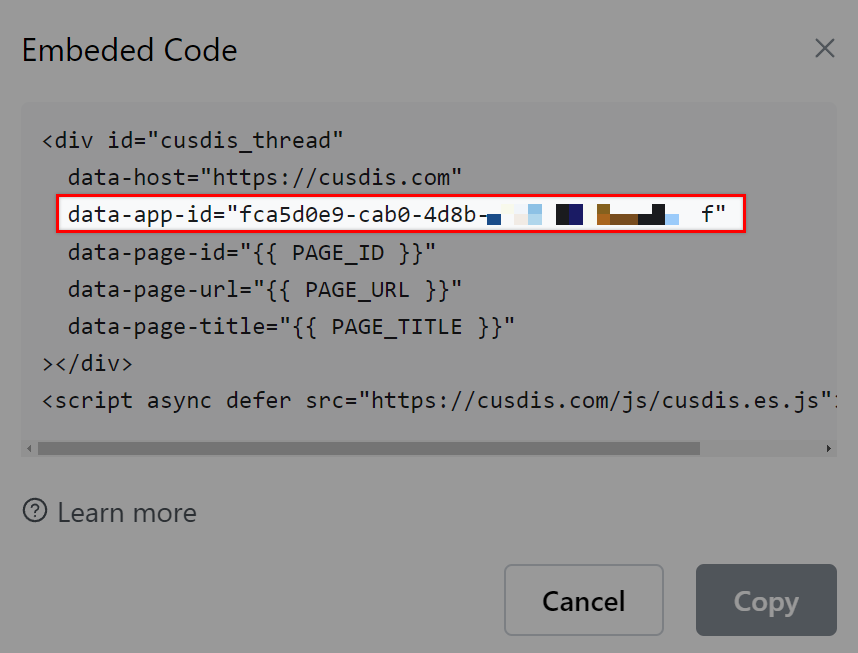 Embeded Code
<div id="cusdis_thread"
data-host="https://cusdis.com"
data-app-id="fca5d0e9-cab0-4d8b- f"
data-page-id="{{ PAGE_ID }}"
data-page-url="{{ PAGE_URL }}"
data-page-title="{{ PAGE_TITLE }}"
></div>
<script async defer src="https://cusdis.com/js/cusdis.es.js"
Learn more
Cancel
Copy